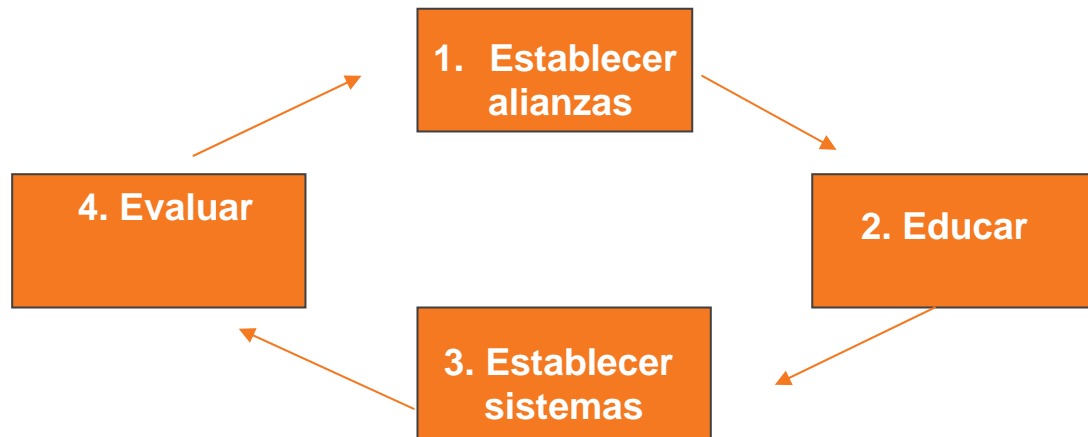 1. Establecer
alianzas
2. Educar
3. Establecer
sistemas
4. Evaluar